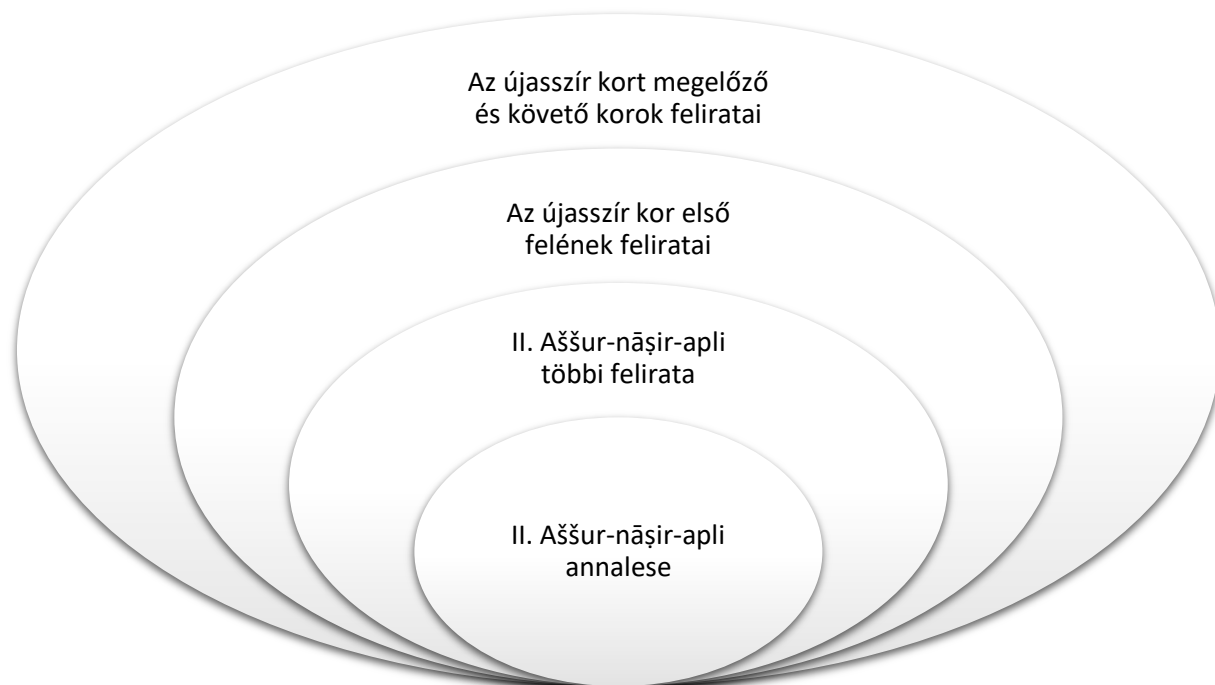 Az újasszír kort megelőző
és követő korok feliratai
Az újasszír kor első
felének feliratai
II. Aššur-nāṣir-apli
többi felirata
II. Aššur-nāṣir-apli
annalese